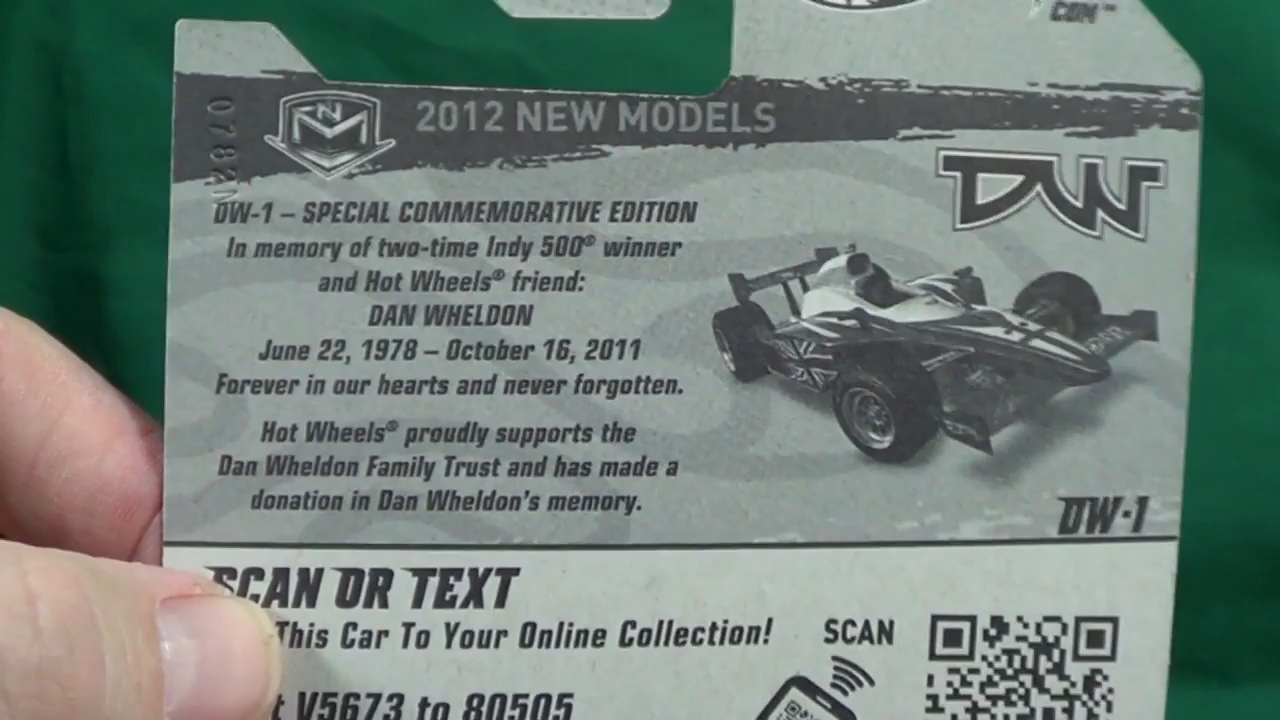 COM™
2012 NEW MODELS
DW
DW-1 – SPECIAL COMMEMORATIVE EDITION
In memory of two-time Indy 500® winner
and Hot Wheels® friend:
DAN WHELDON
June 22, 1978 – October 16, 2011
Forever in our hearts and never forgotten.
Hot Wheels® proudly supports the
Dan Wheldon Family Trust and has made a
donation in Dan Wheldon's memory.
DW-1
SCAN OR TEXT
This Car To Your Online Collection!
SCAN
V5673 to 80505